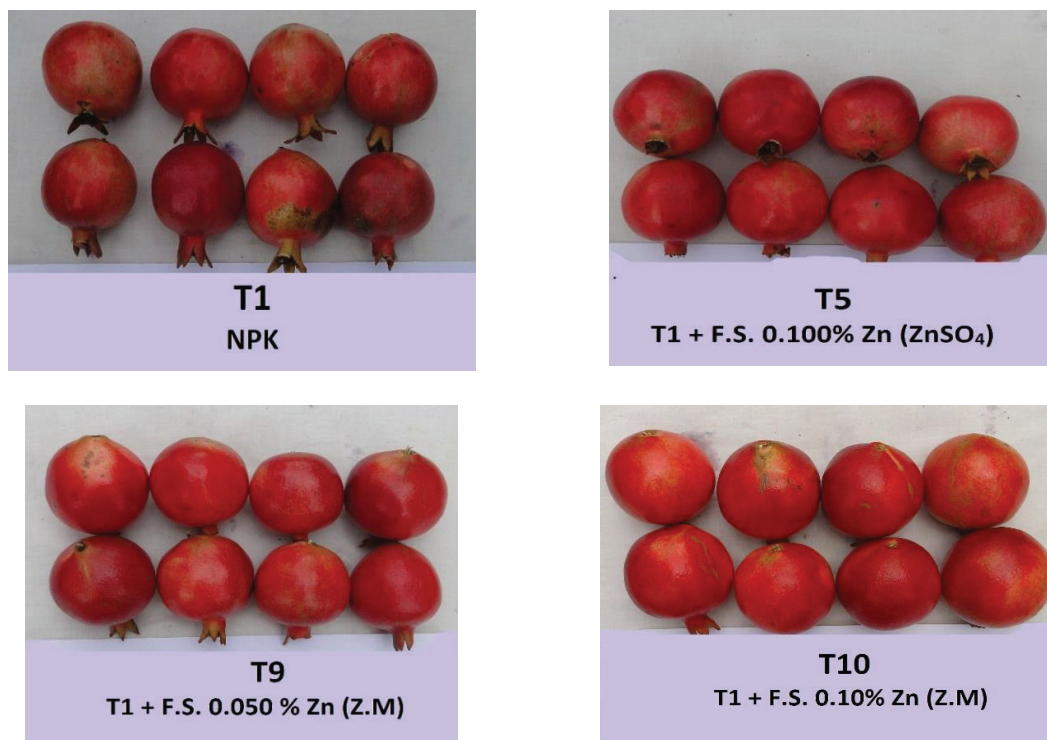 T1
NPK
T5
T1 + F.S. 0.100% Zn (ZnSO₄)
T9
T1 + F.S. 0.050 % Zn (Z.M)
T10
T1 + F.S. 0.10% Zn (Z.M)